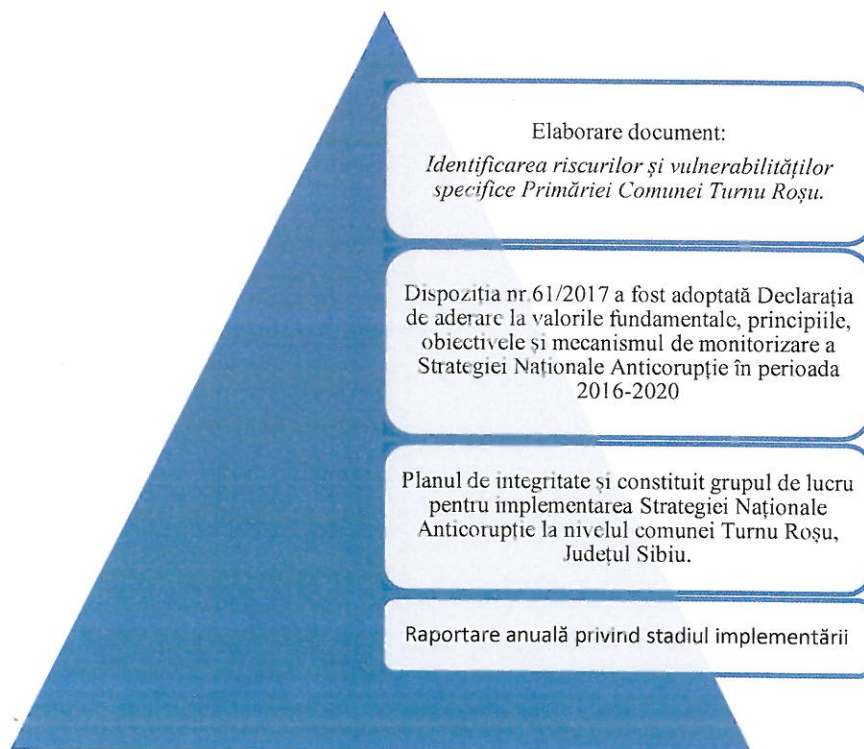 Elaborare document:
Identificarea riscurilor și vulnerabilităților
specifice Primăriei Comunei Turnu Roșu.
Dispoziția nr.61/2017 a fost adoptată Declarația
de aderare la valorile fundamentale, principiile,
obiectivele și mecanismul de monitorizare a
Strategiei Naționale Anticorupție în perioada
2016-2020
Planul de integritate și constituit grupul de lucru
pentru implementarea Strategiei Naționale
Anticorupție la nivelul comunei Turnu Roșu,
Județul Sibiu.
Raportare anuală privind stadiul implementării